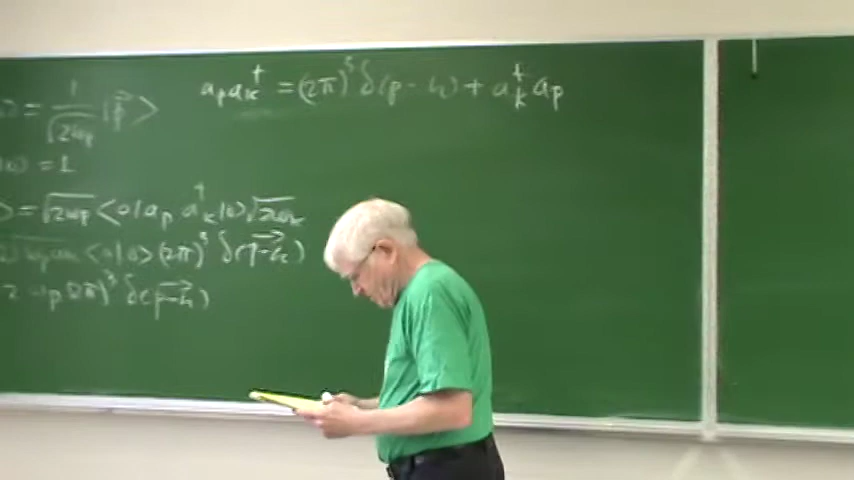 a_p a_k† = (2π)³ δ(p - k) + a_k† a_p
= 1/√2ω_p |p⃗>
|0> = 1
> = √2ω_p <0|a_p a_k†|0> √2ω_k
<0|0> (2π)³ δ(p⃗-k⃗)
2ω_p (2π)³ δ(p⃗-k⃗)